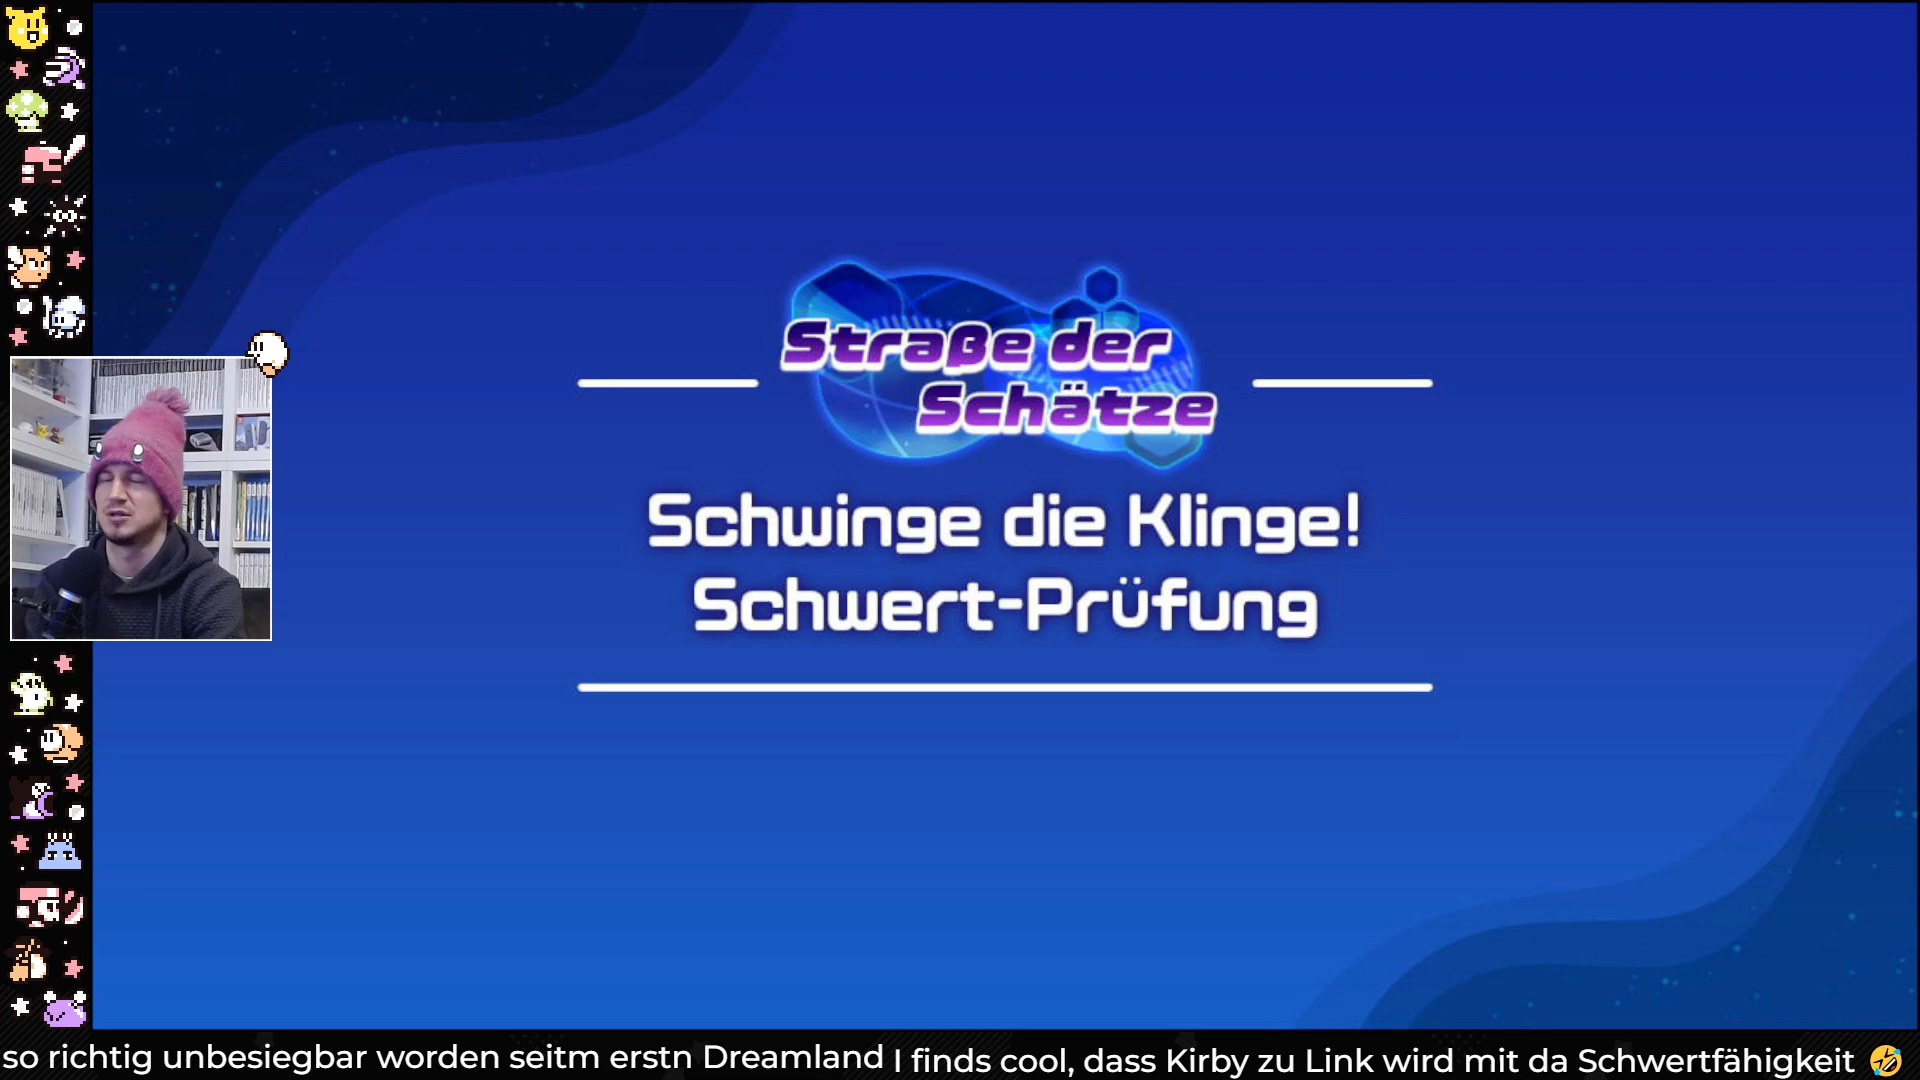 Straße der
Schätze
Schwinge die Klinge!
Schwert-Prüfung
so richtig unbesiegbar worden seitm erstn Dreamland I finds cool, dass Kirby zu Link wird mit da Schwertfähigkeit 🤣